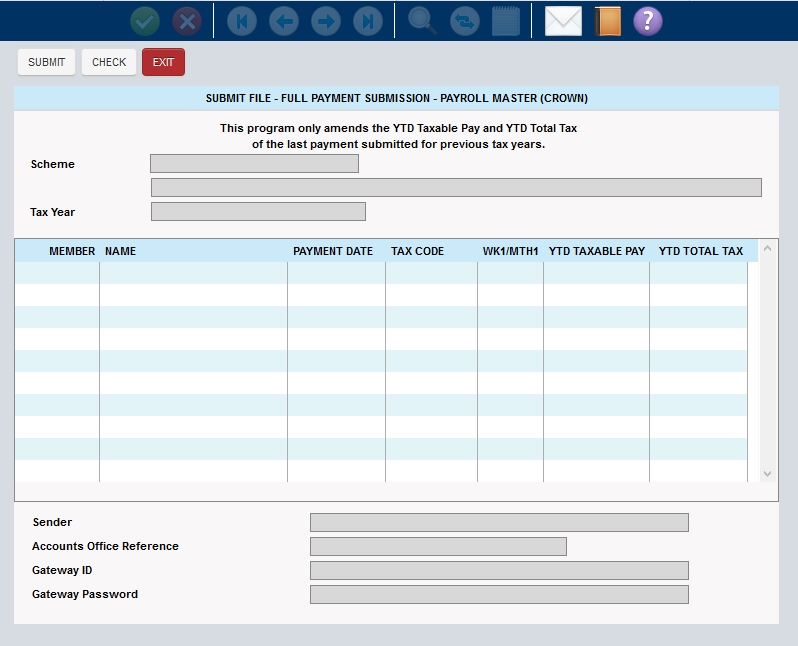 ?
SUBMIT CHECK EXIT
SUBMIT FILE - FULL PAYMENT SUBMISSION - PAYROLL MASTER (CROWN)
This program only amends the YTD Taxable Pay and YTD Total Tax
of the last payment submitted for previous tax years.
Scheme
Tax Year
MEMBER NAME PAYMENT DATE TAX CODE WK1/MTH1 YTD TAXABLE PAY YTD TOTAL TAX
Sender
Accounts Office Reference
Gateway ID
Gateway Password